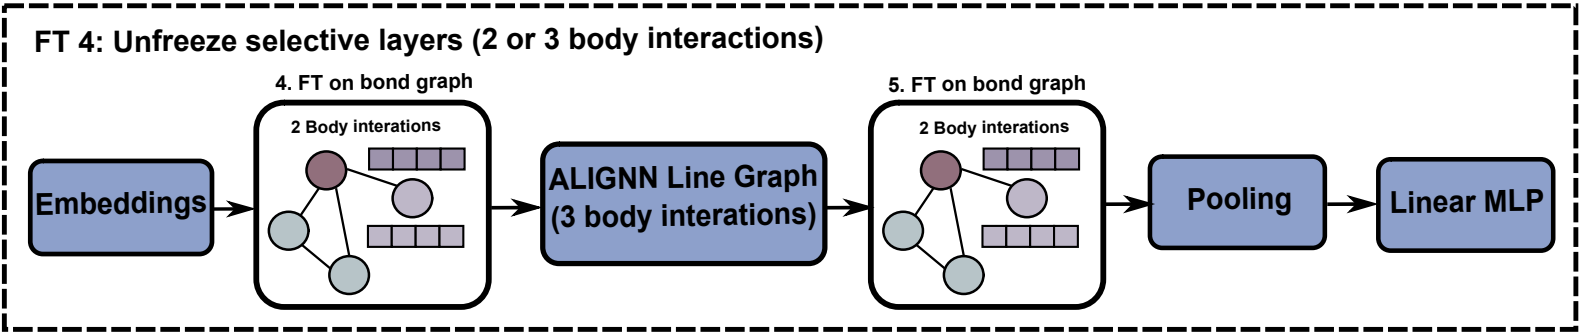 FT 4: Unfreeze selective layers (2 or 3 body interactions)
4. FT on bond graph
5. FT on bond graph
2 Body interations
2 Body interations
Embeddings
ALIGNN Line Graph
(3 body interations)
Pooling
Linear MLP